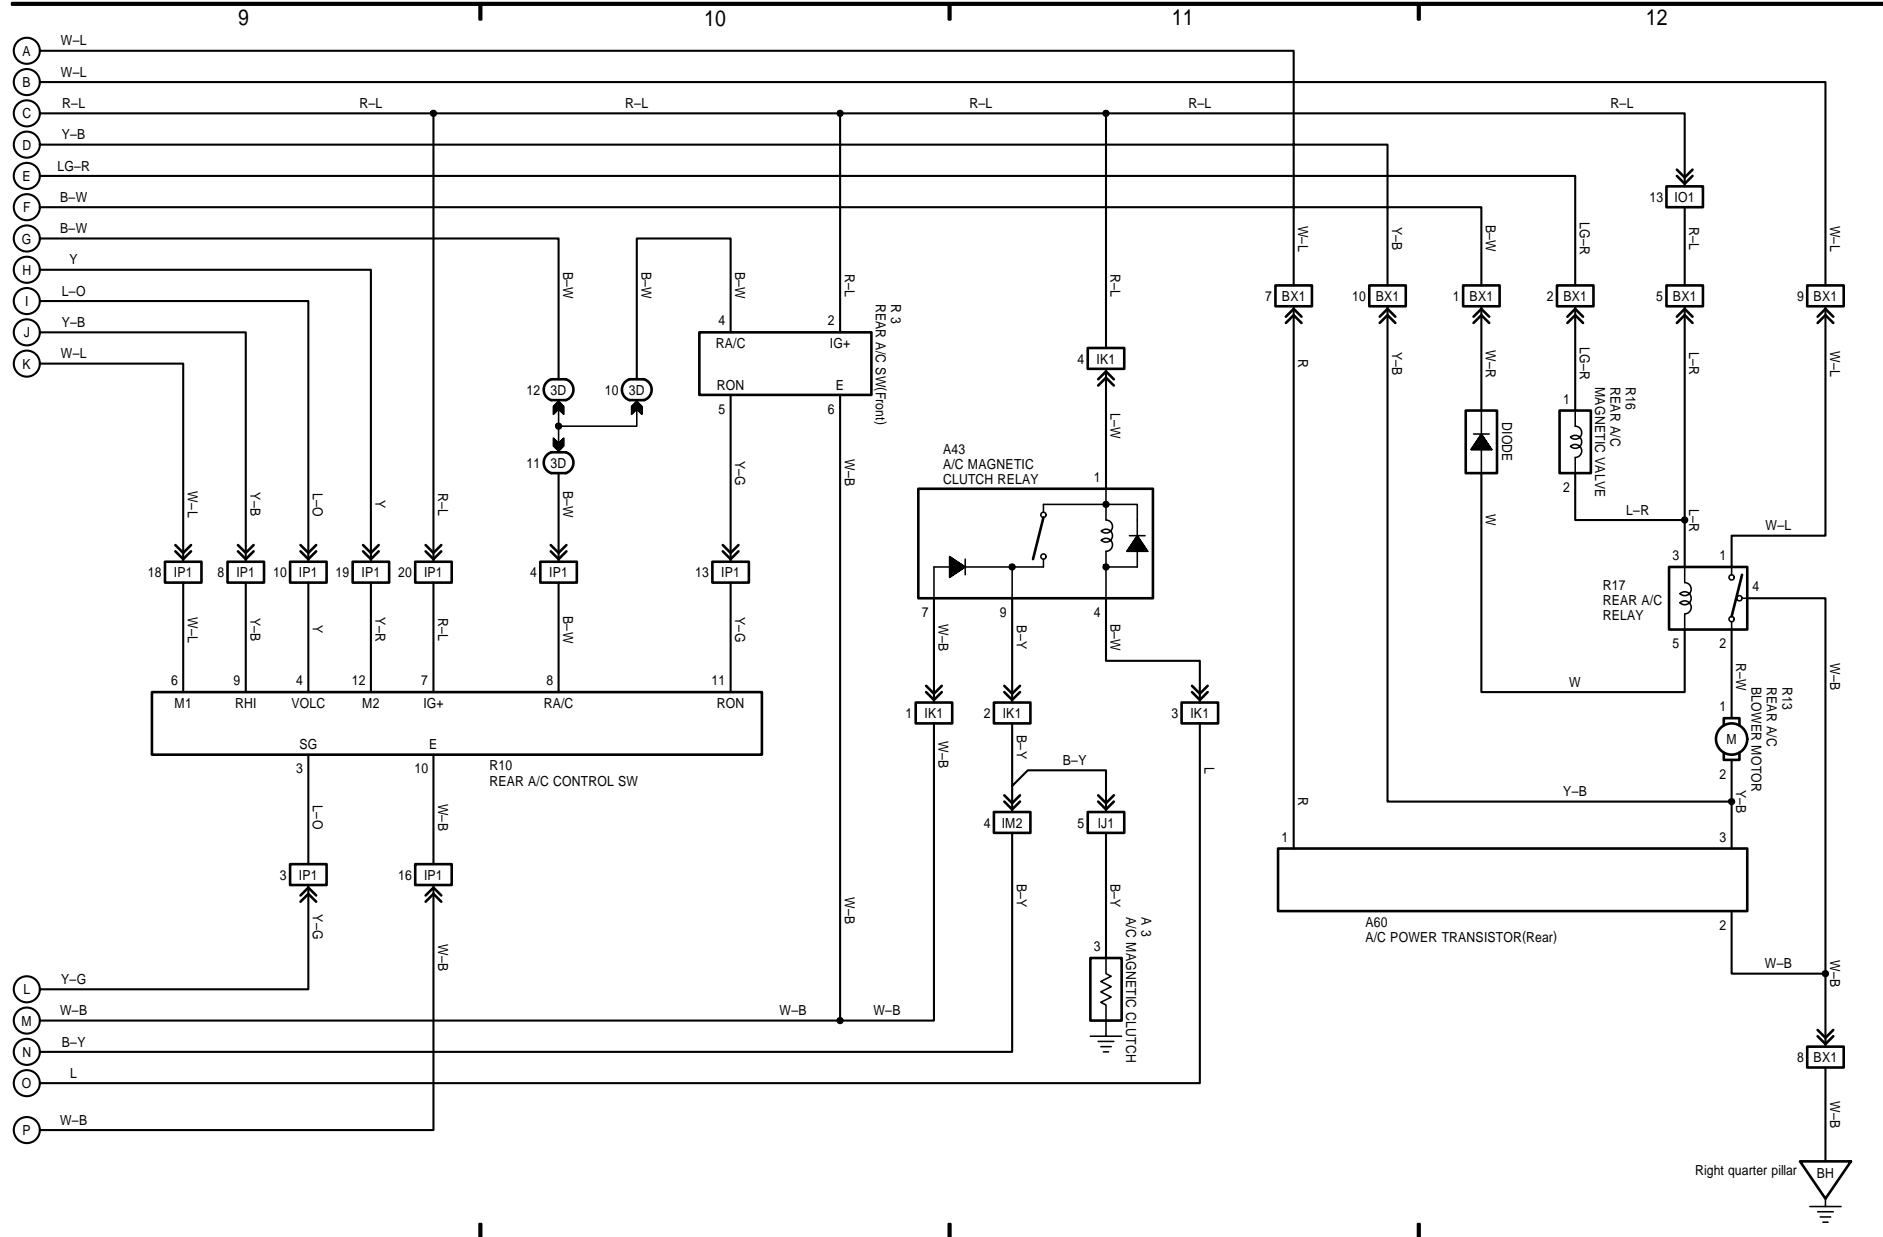 9 10 11 12
A W–L
B W–L
C R–L R–L R–L R–L R–L R–L
D Y–B
E LG–R
F B–W
G B–W
H Y
I L–O
J Y–B
K W–L
13 IO1
W–L Y–B B–W LG–R R–L W–L
B–W B–W B–W R–L R–L
7 BX1 10 BX1 1 BX1 2 BX1 5 BX1 9 BX1
4 2
RA/C IG+
RON E
5 6
R 3
REAR A/C SW(Front)
4 IK1
R Y–B W–R LG–R L–R W–L
12 3D 10 3D
11 3D
L–W
1
2
R16
REAR A/C
MAGNETIC VALVE
DIODE
A43
A/C MAGNETIC
CLUTCH RELAY
1
Y–G W–B
W–L Y–B L–O Y R–L B–W
W L–R L–R W–L
18 IP1 8 IP1 10 IP1 19 IP1 20 IP1 4 IP1 13 IP1
3 1
4
R17
REAR A/C
RELAY
5 2
7 9 4
W–L Y–B Y Y–R R–L B–W Y–G
W–B B–Y B–W
6 9 4 12 7 8 11
M1 RHI VOLC M2 IG+ RA/C RON
SG E
3 10
R10
REAR A/C CONTROL SW
W R–W W–B
1 IK1 2 IK1 3 IK1
1
M
2
R13
REAR A/C
BLOWER MOTOR
W–B B–Y B–Y L
Y–B Y–B
R
L–O W–B
4 IM2 5 IJ1
1 3
3 IP1 16 IP1
A60
A/C POWER TRANSISTOR(Rear)
2
Y–G W–B W–B B–Y B–Y
3
A 3
A/C MAGNETIC CLUTCH
W–B W–B
L Y–G
M W–B W–B W–B
N B–Y
O L
P W–B
8 BX1
W–B
Right quarter pillar BH